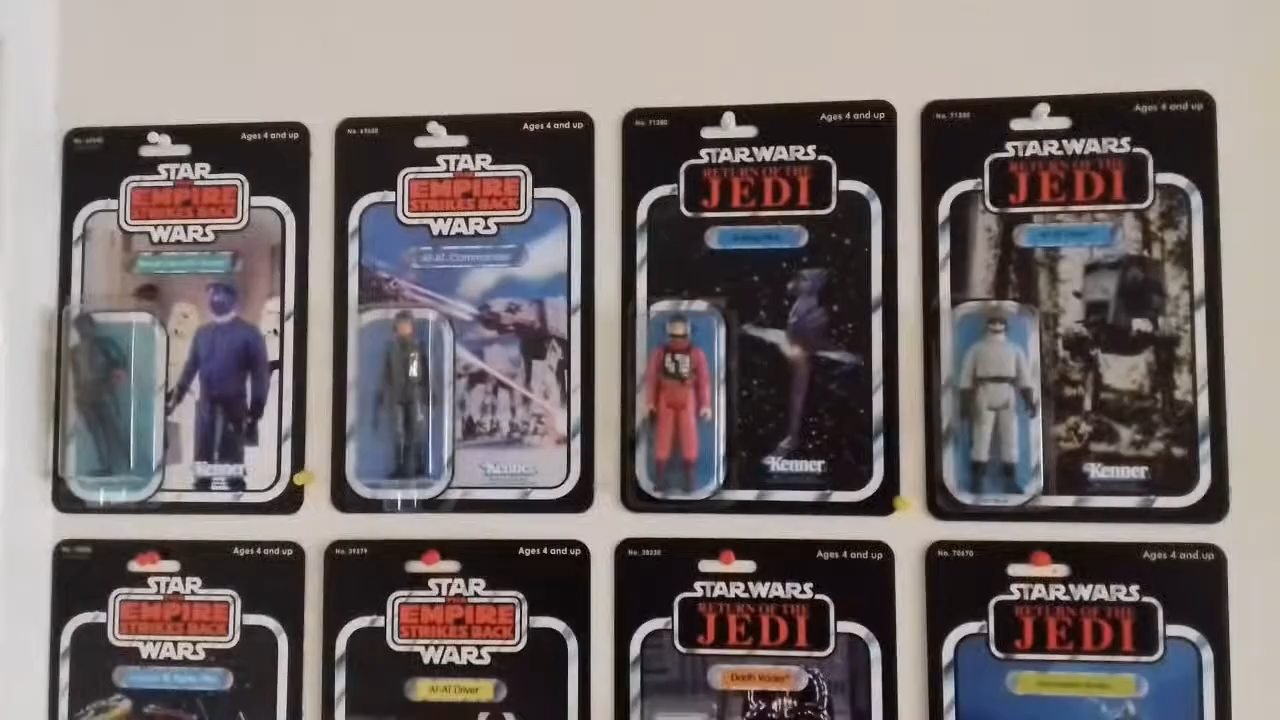 Ages 4 and up
STAR
THE
EMPIRE
STRIKES BACK
WARS
Kenner
Ages 4 and up
STAR
THE
EMPIRE
STRIKES BACK
WARS
AT-AT Commander
Kenner
No. 71280
Ages 4 and up
STAR WARS
RETURN OF THE
JEDI
Kenner
Ages 4 and up
STAR WARS
RETURN OF THE
JEDI
Kenner
Ages 4 and up
STAR
THE
EMPIRE
STRIKES BACK
WARS
No. 39379
Ages 4 and up
STAR
THE
EMPIRE
STRIKES BACK
WARS
AT-AT Driver
Ages 4 and up
STAR WARS
RETURN OF THE
JEDI
Darth Vader
No. 70670
Ages 4 and up
STAR WARS
RETURN OF THE
JEDI